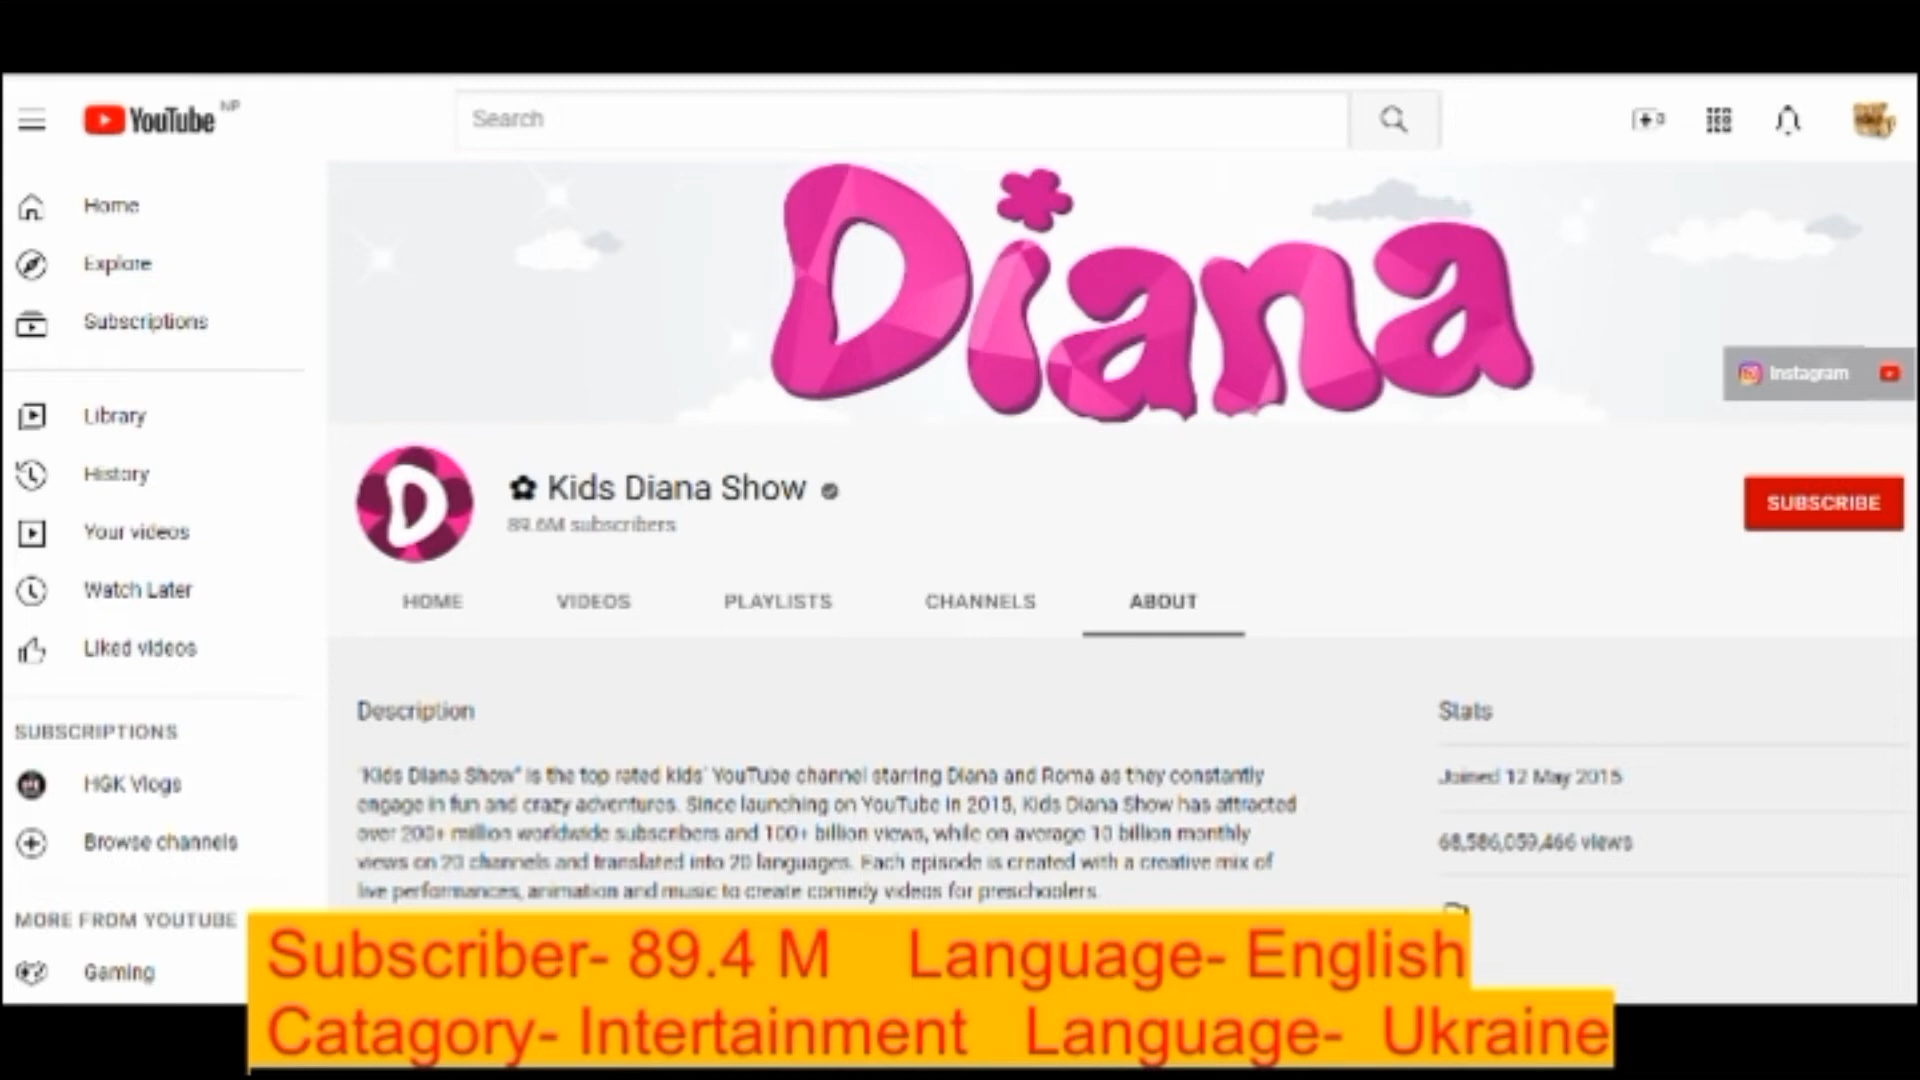 YouTube NP
Search
Home
Explore
Subscriptions
Library
History
Your videos
Watch Later
Liked videos
SUBSCRIPTIONS
HGK Vlogs
Browse channels
MORE FROM YOUTUBE
Gaming
Diana
Instagram
D
Kids Diana Show
89.6M subscribers
SUBSCRIBE
HOME VIDEOS PLAYLISTS CHANNELS ABOUT
Description
"Kids Diana Show" is the top rated kids' YouTube channel starring Diana and Roma as they constantly
engage in fun and crazy adventures. Since launching on YouTube in 2015, Kids Diana Show has attracted
over 200+ million worldwide subscribers and 100+ billion views, while on average 10 billion monthly
views on 20 channels and translated into 20 languages. Each episode is created with a creative mix of
live performances, animation and music to create comedy videos for preschoolers.
Stats
Joined 12 May 2015
68,586,059,466 views
Subscriber- 89.4 M Language- English
Catagory- Intertainment Language- Ukraine